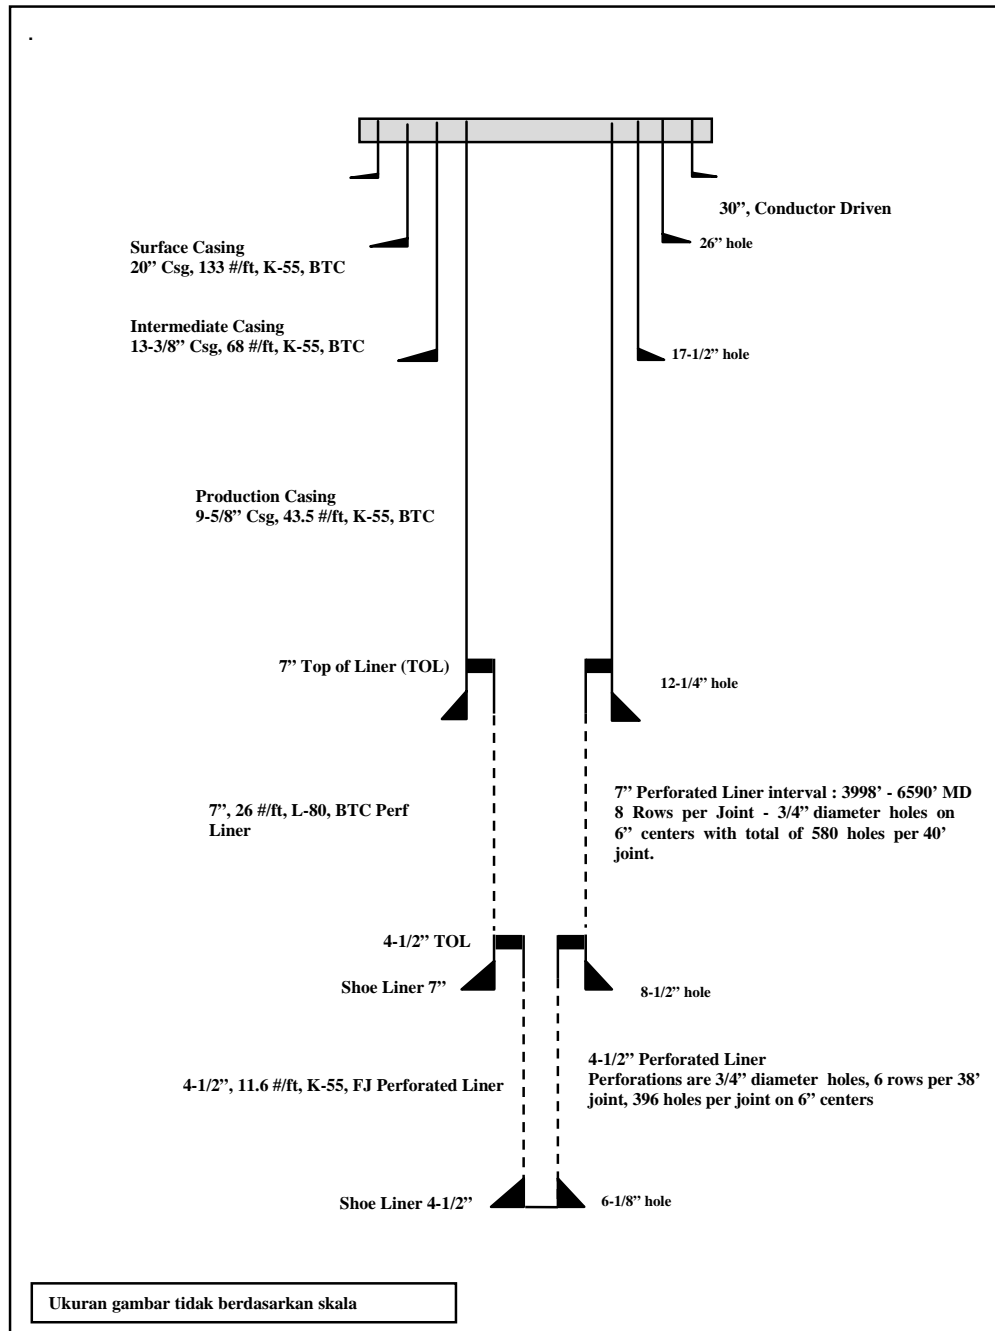 .
30”, Conductor Driven
26” hole
Surface Casing
20” Csg, 133 #/ft, K-55, BTC
Intermediate Casing
13-3/8” Csg, 68 #/ft, K-55, BTC
17-1/2” hole
Production Casing
9-5/8” Csg, 43.5 #/ft, K-55, BTC
7” Top of Liner (TOL)
12-1/4” hole
7”, 26 #/ft, L-80, BTC Perf
Liner
7” Perforated Liner interval : 3998’ - 6590’ MD
8 Rows per Joint - 3/4” diameter holes on
6” centers with total of 580 holes per 40’
joint.
4-1/2” TOL
Shoe Liner 7”
8-1/2” hole
4-1/2”, 11.6 #/ft, K-55, FJ Perforated Liner
4-1/2” Perforated Liner
Perforations are 3/4” diameter holes, 6 rows per 38’
joint, 396 holes per joint on 6” centers
Shoe Liner 4-1/2”
6-1/8” hole
Ukuran gambar tidak berdasarkan skala